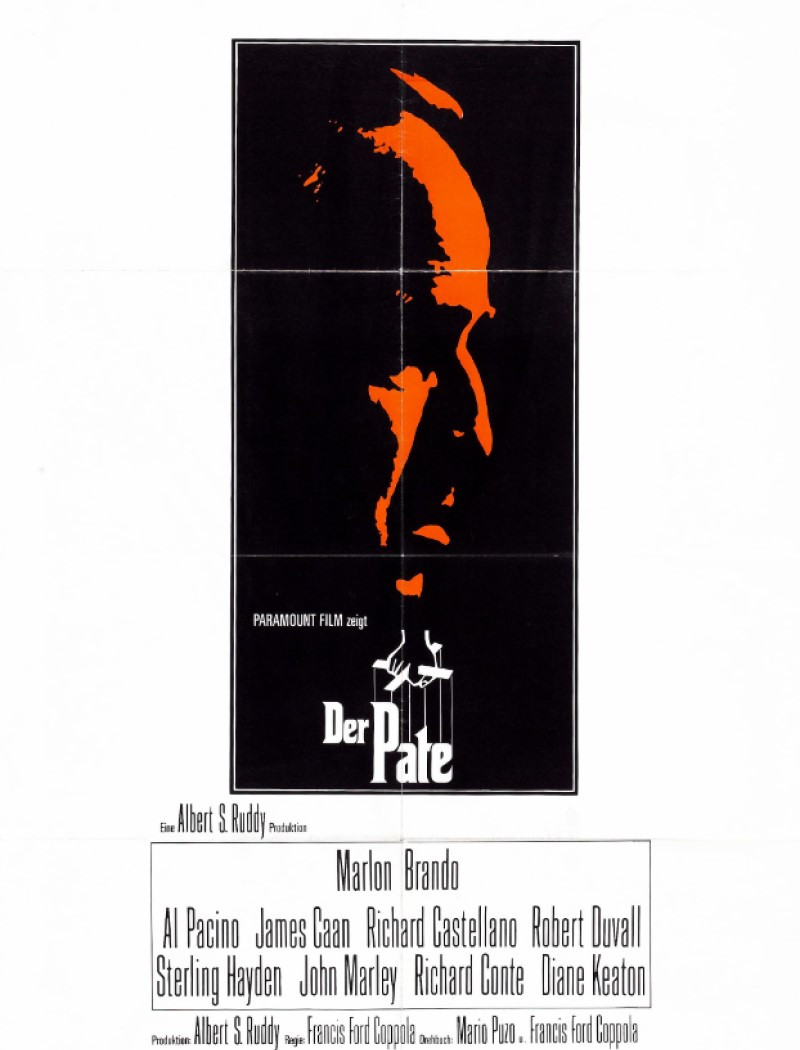 PARAMOUNT FILM zeigt
Der Pate
Eine Albert S. Ruddy Produktion
Marlon Brando
Al Pacino James Caan Richard Castellano Robert Duvall
Sterling Hayden John Marley Richard Conte Diane Keaton
Produktion: Albert S. Ruddy Regie: Francis Ford Coppola Drehbuch: Mario Puzo u. Francis Ford Coppola